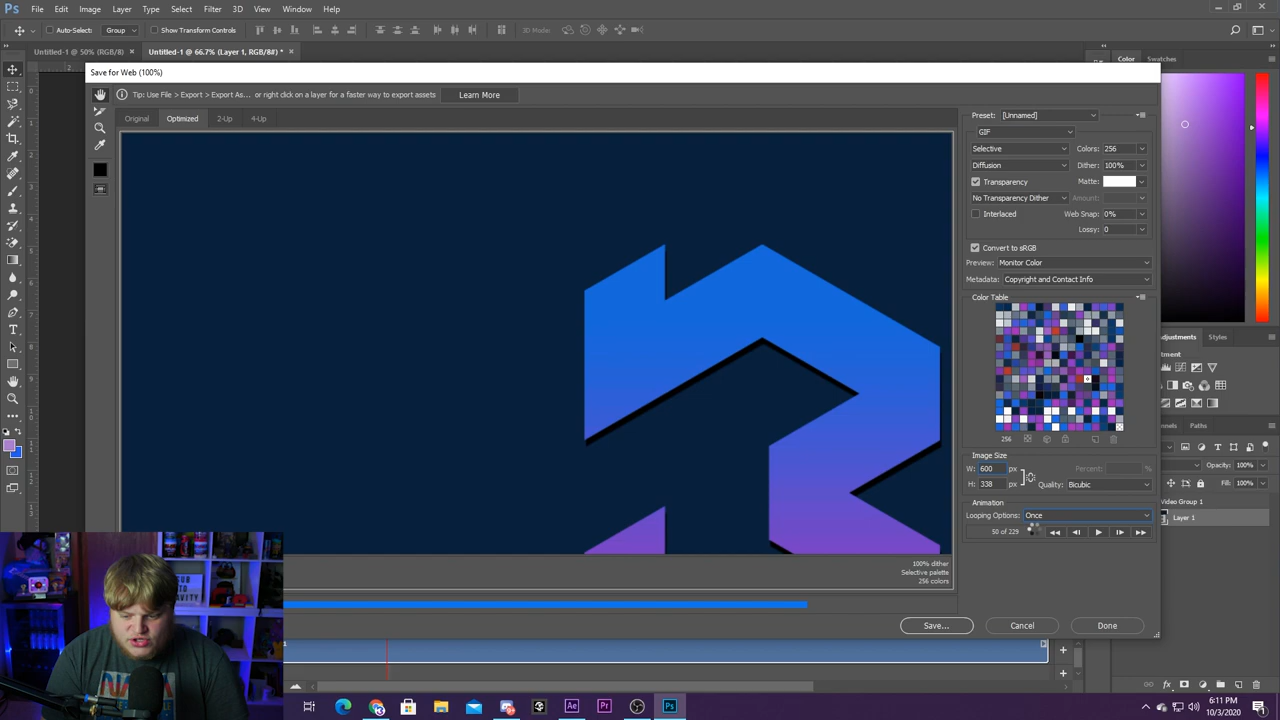 Ps File Edit Image Layer Type Select Filter 3D View Window Help
Auto-Select: Group Show Transform Controls 3D Mode:
Untitled-1 @ 50% (RGB/8) × Untitled-1 @ 66.7% (Layer 1, RGB/8#) * ×
Color Swatches
Save for Web (100%)
Tip: Use File > Export > Export As... or right click on a layer for a faster way to export assets Learn More
Original Optimized 2-Up 4-Up
Preset: [Unnamed]
GIF
Selective Colors: 256
Diffusion Dither: 100%
Transparency Matte:
No Transparency Dither Amount:
Interlaced Web Snap: 0%
Lossy: 0
Convert to sRGB
Preview: Monitor Color
Metadata: Copyright and Contact Info
Color Table
256
Image Size
W: 600 px Percent: %
H: 338 px Quality: Bicubic
Animation
Looping Options: Once
50 of 229
100% dither
Selective palette
256 colors
Save... Cancel Done
Styles
Paths
Opacity: 100%
Fill: 100%
Video Group 1
Layer 1
fx
Ae Pr Ps
6:11 PM
10/3/2020